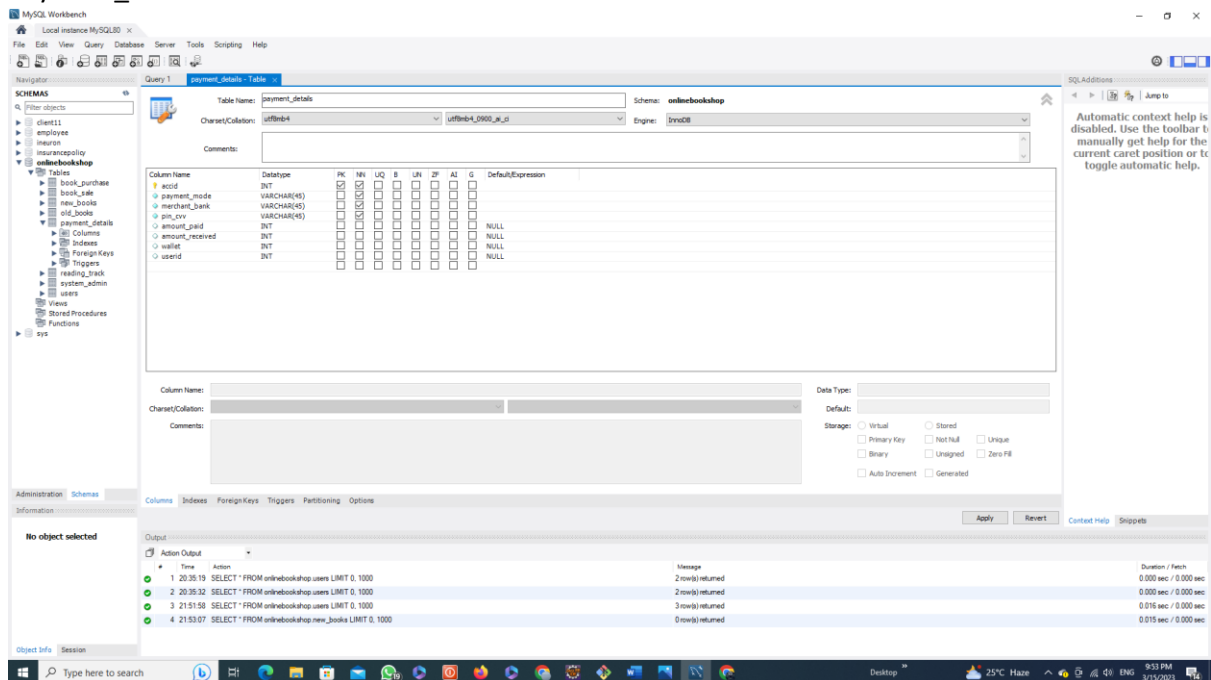 MySQL Workbench
Local instance MySQL80 ×
File Edit View Query Database Server Tools Scripting Help
Navigator
SCHEMAS
Filter objects
client11
employee
ineuron
insurancepolicy
onlinebookshop
Tables
book_purchase
book_sale
new_books
old_books
payment_details
Columns
Indexes
Foreign Keys
Triggers
reading_track
system_admin
users
Views
Stored Procedures
Functions
sys
Administration Schemas
Information
No object selected
Object Info Session
Query 1 payment_details - Table ×
Table Name: payment_details Schema: onlinebookshop
Charset/Collation: utf8mb4 utf8mb4_0900_ai_ci Engine: InnoDB
Comments:
Column Name Datatype PK NN UQ B UN ZF AI G Default/Expression
accid INT
payment_mode VARCHAR(45)
merchant_bank VARCHAR(45)
pin_cvv VARCHAR(45)
amount_paid INT NULL
amount_received INT NULL
wallet INT NULL
userid INT NULL
Column Name: Data Type:
Charset/Collation: Default:
Comments: Storage: Virtual Stored
Primary Key Not Null Unique
Binary Unsigned Zero Fill
Auto Increment Generated
Columns Indexes Foreign Keys Triggers Partitioning Options
Apply Revert
SQLAdditions
Jump to
Automatic context help is
disabled. Use the toolbar to
manually get help for the
current caret position or to
toggle automatic help.
Context Help Snippets
Output
Action Output
# Time Action Message Duration / Fetch
1 20:35:19 SELECT * FROM onlinebookshop.users LIMIT 0, 1000 2 row(s) returned 0.000 sec / 0.000 sec
2 20:35:32 SELECT * FROM onlinebookshop.users LIMIT 0, 1000 2 row(s) returned 0.000 sec / 0.000 sec
3 21:51:58 SELECT * FROM onlinebookshop.users LIMIT 0, 1000 3 row(s) returned 0.016 sec / 0.000 sec
4 21:53:07 SELECT * FROM onlinebookshop.new_books LIMIT 0, 1000 0 row(s) returned 0.015 sec / 0.000 sec
Type here to search
Desktop
25°C Haze
ENG
9:53 PM
3/15/2023